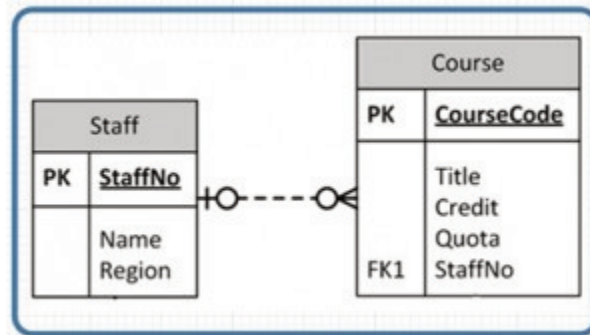 Staff
PK StaffNo
Name
Region
Course
PK CourseCode
Title
Credit
Quota
FK1 StaffNo